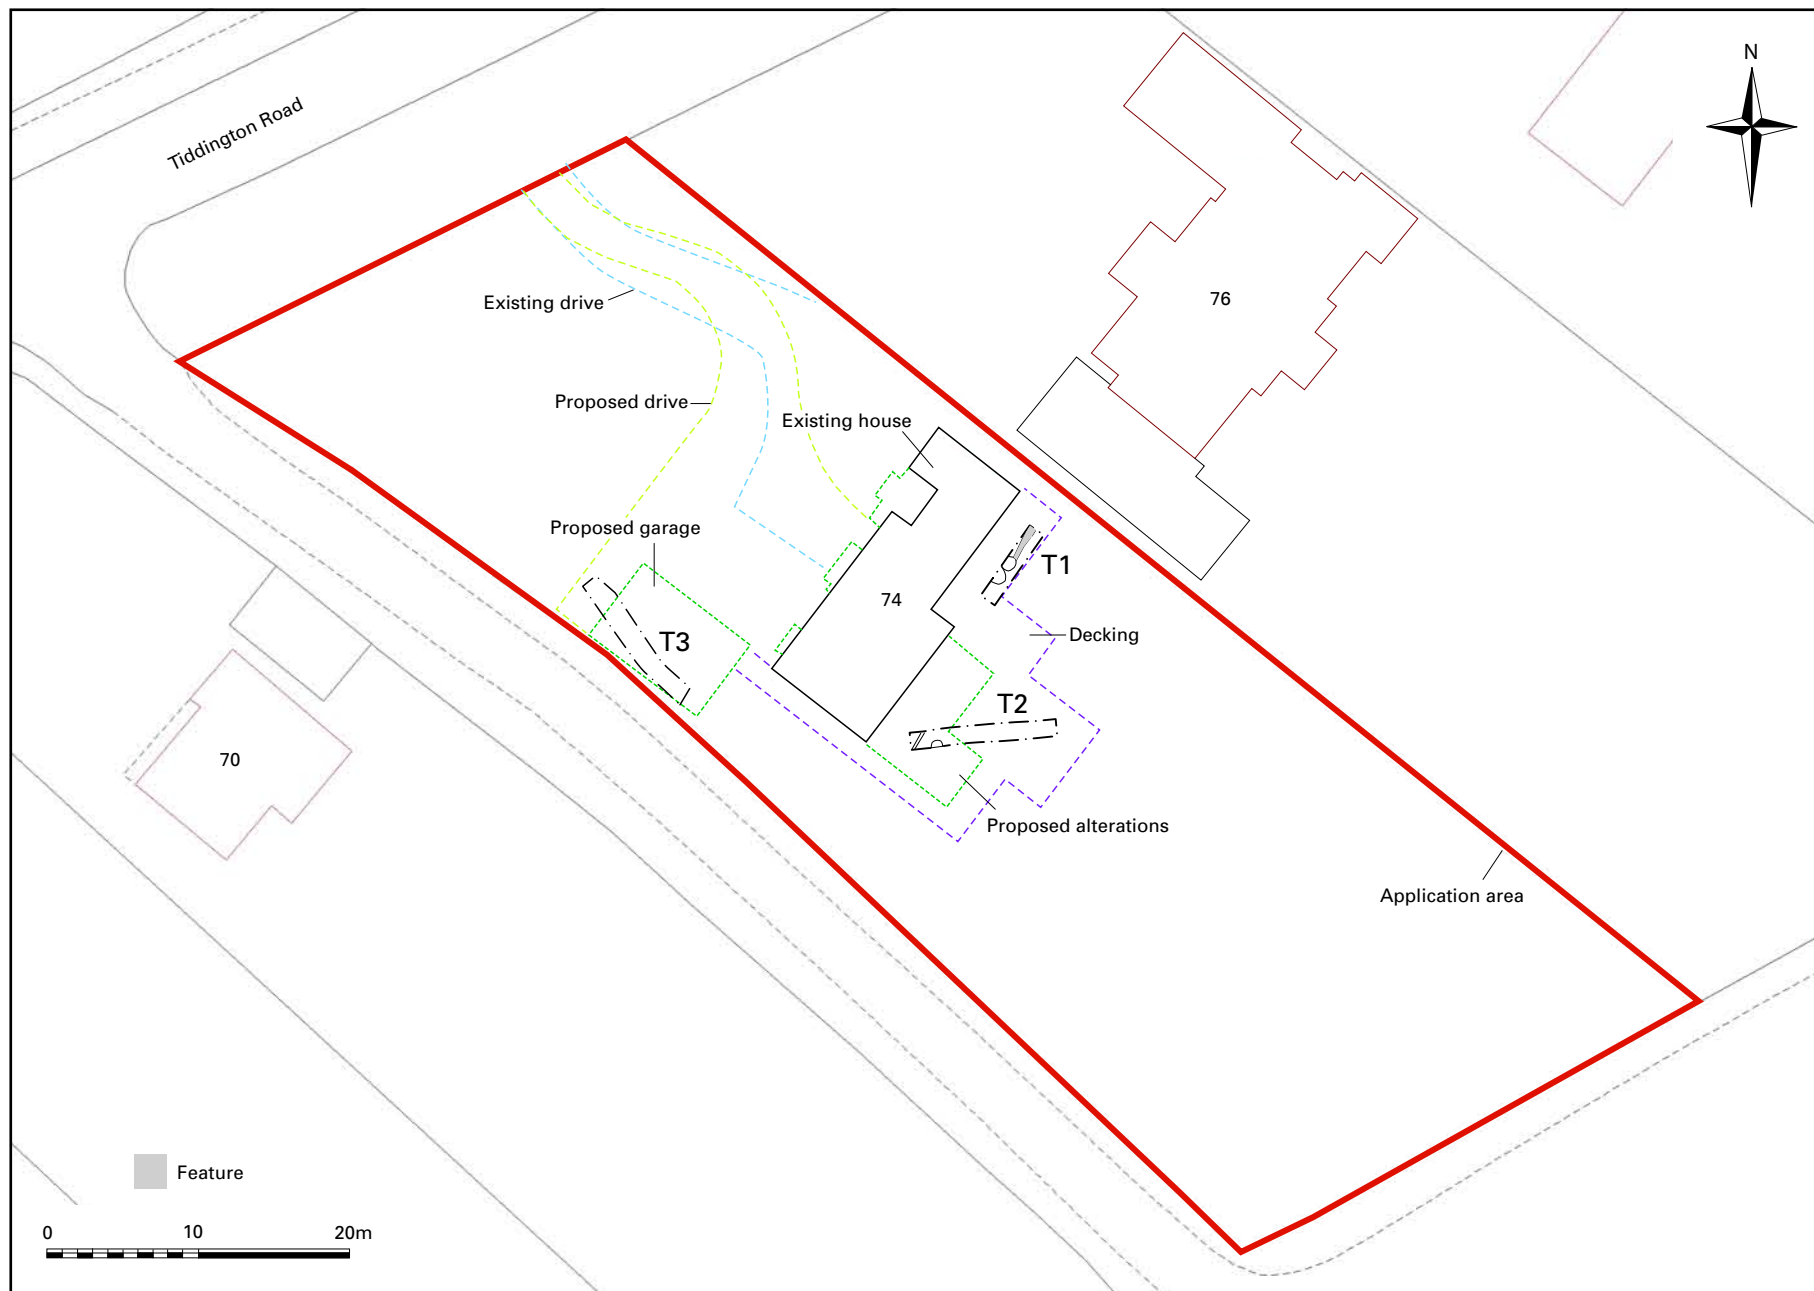 N
Tiddington Road
76
Existing drive
Proposed drive
Existing house
Proposed garage
T1
74
Decking
T3
T2
70
Proposed alterations
Application area
Feature
0 10 20m